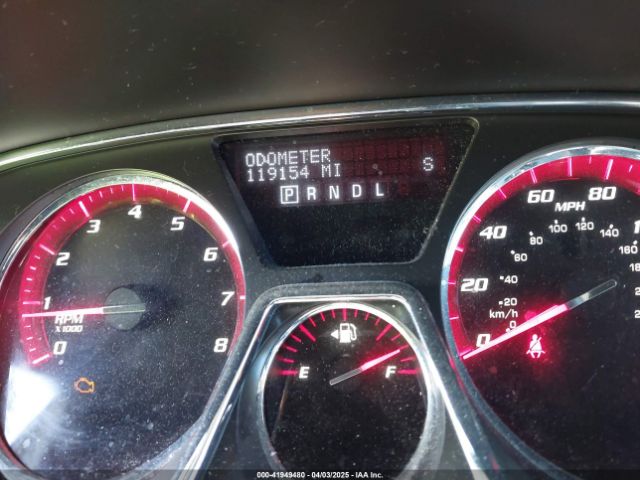 ODOMETER
119154 MI S
P R N D L
0 1 2 3 4 5 6 7 8
RPM
X 1000
E F
0 20 40 60 80
MPH
0 20 40 60 80 100 120 140 160
km/h
000-41949480 - 04/03/2025 - IAA Inc.